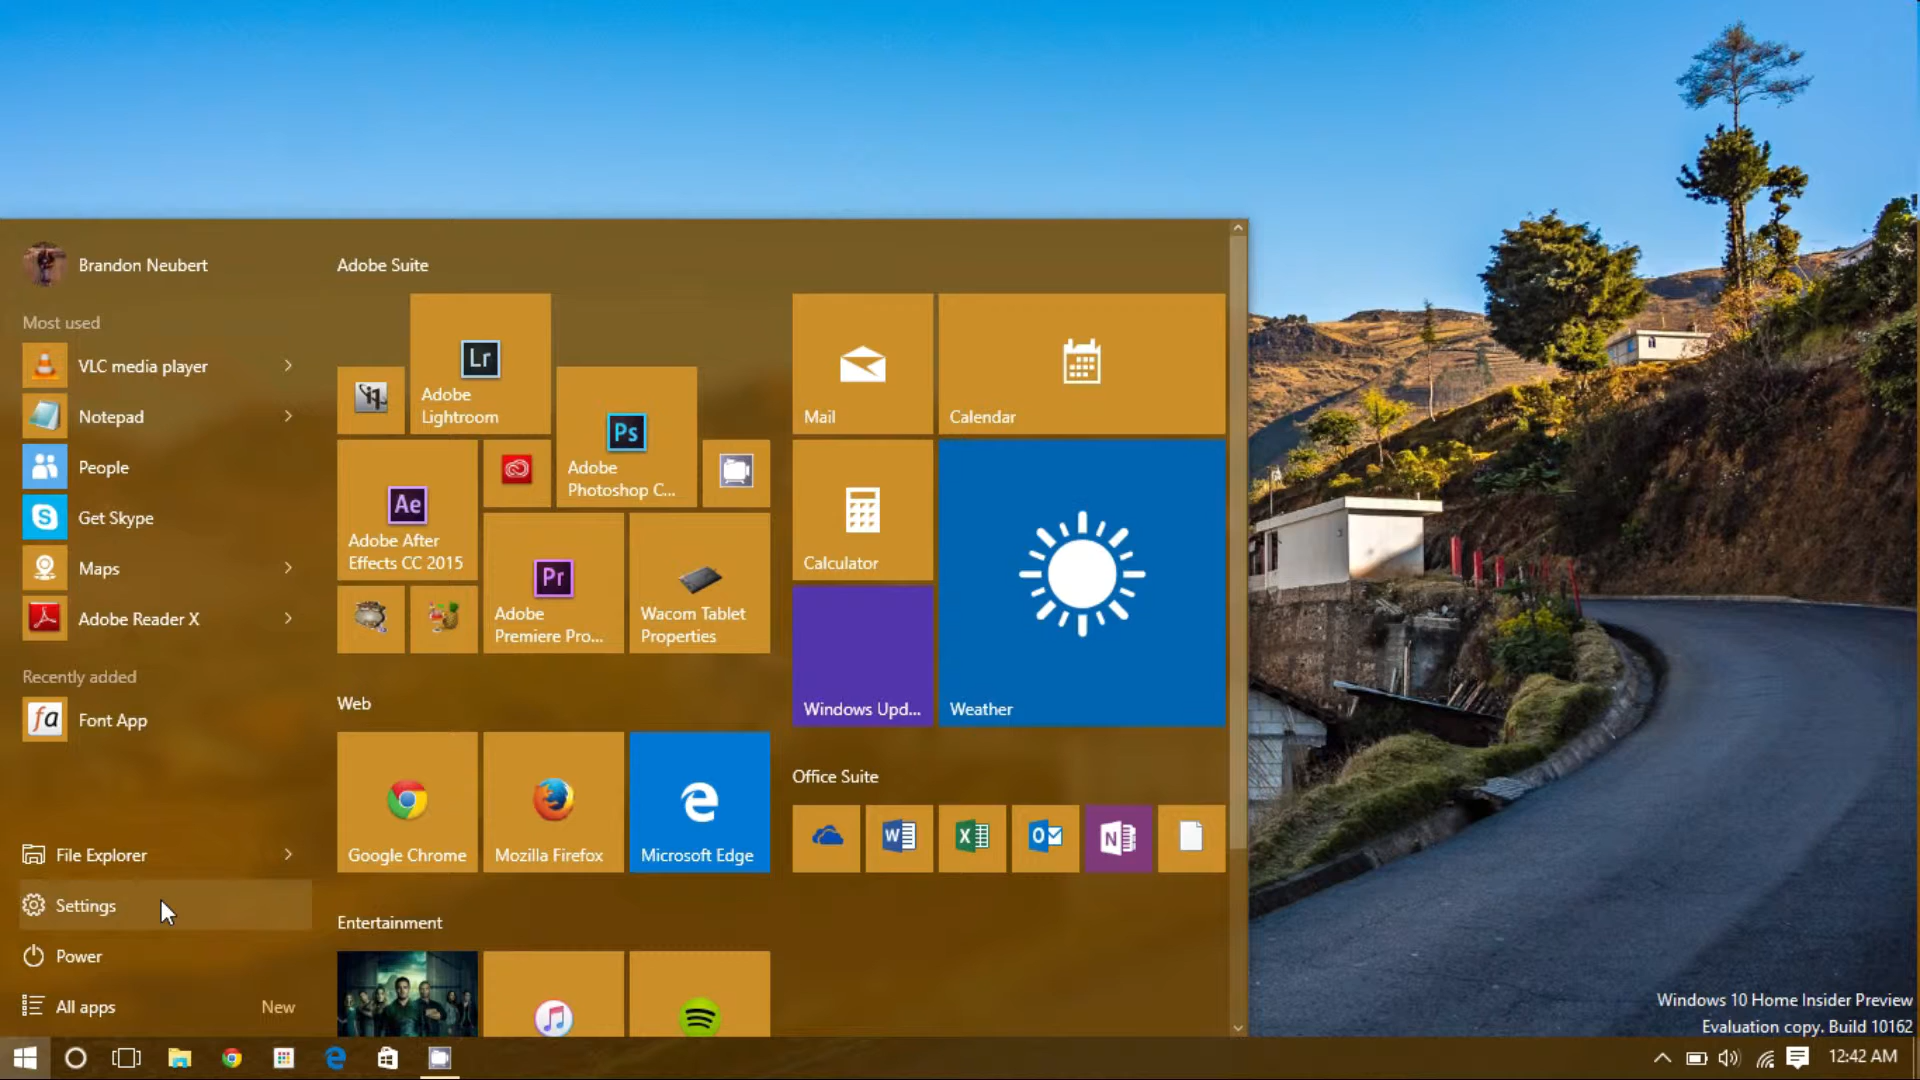 Brandon Neubert
Most used
VLC media player
Notepad
People
Get Skype
Maps
Adobe Reader X
Recently added
Font App
File Explorer
Settings
Power
All apps New
Adobe Suite
Lr
Adobe
Lightroom
Ps
Adobe
Photoshop C...
Ae
Adobe After
Effects CC 2015
Pr
Adobe
Premiere Pro...
Wacom Tablet
Properties
Web
Google Chrome
Mozilla Firefox
Microsoft Edge
Entertainment
Mail
Calendar
Calculator
Windows Upd...
Weather
Office Suite
W
X
O
N
S
fa
Windows 10 Home Insider Preview
Evaluation copy. Build 10162
12:42 AM